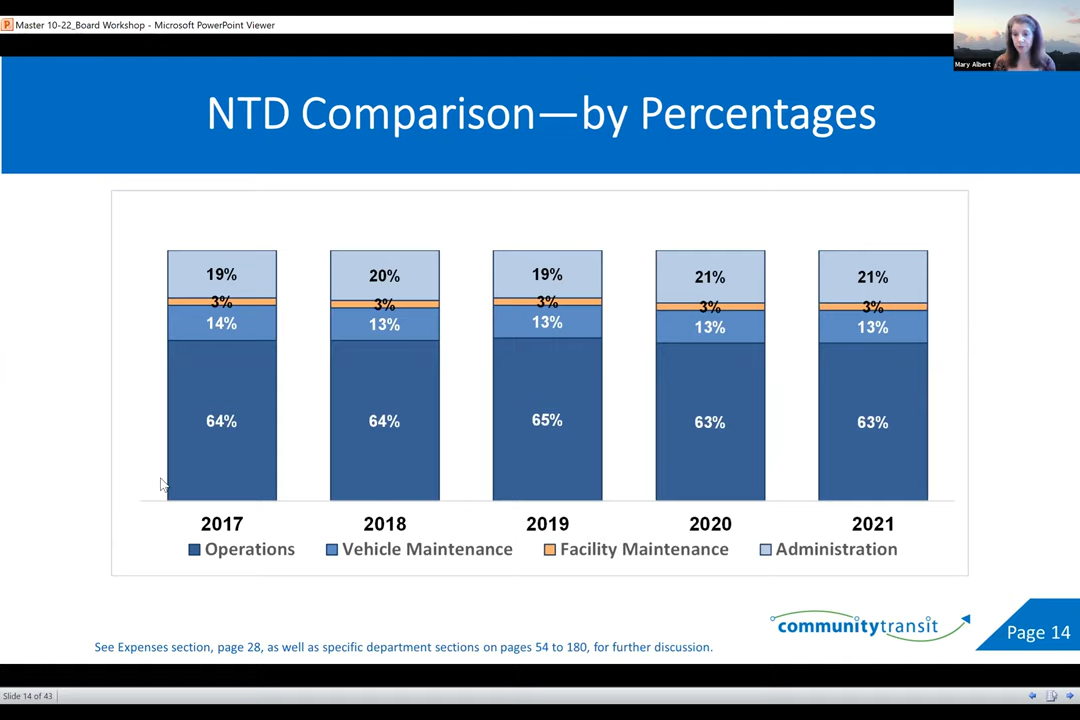 Master 10-22_Board Workshop - Microsoft PowerPoint Viewer
Mary Albert
NTD Comparison—by Percentages
19% 20% 19% 21% 21%
3% 3% 3% 3% 3%
14% 13% 13% 13% 13%
64% 64% 65% 63% 63%
2017 2018 2019 2020 2021
Operations Vehicle Maintenance Facility Maintenance Administration
communitytransit
Page 14
See Expenses section, page 28, as well as specific department sections on pages 54 to 180, for further discussion.
Slide 14 of 43